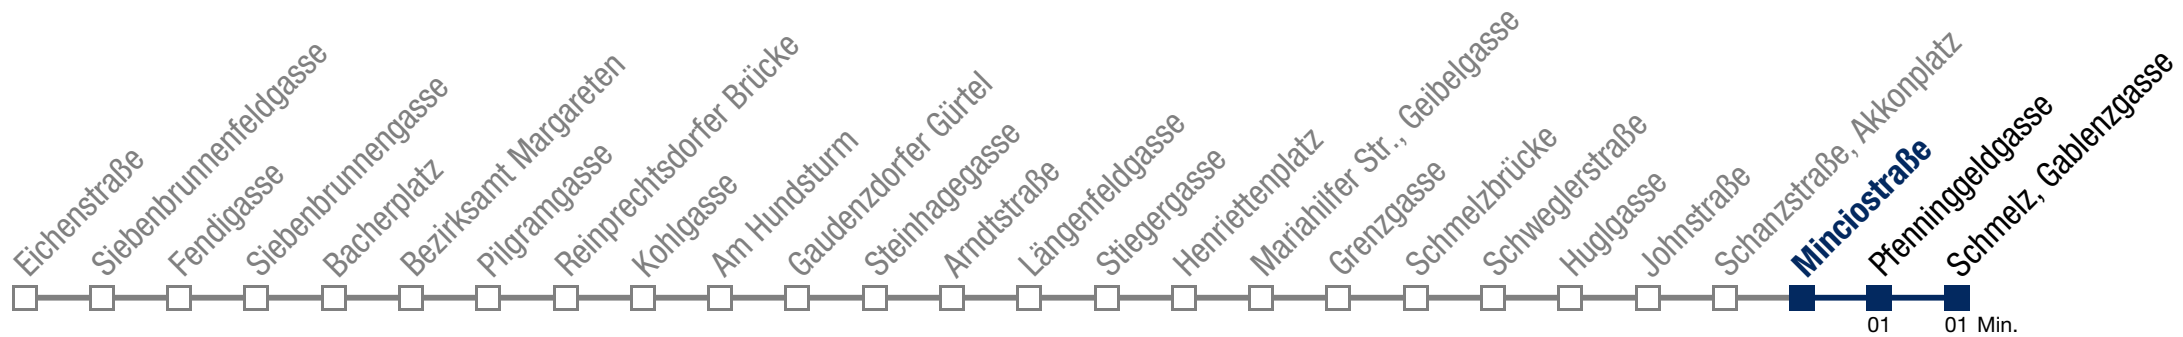 Eichenstraße
Siebenbrunnenfeldgasse
Fendigasse
Siebenbrunnengasse
Bacherplatz
Bezirksamt Margareten
Pilgramgasse
Reinprechtsdorfer Brücke
Kohlgasse
Am Hundsturm
Gaudenzdorfer Gürtel
Steinhagegasse
Arndtstraße
Längenfeldgasse
Stiegergasse
Henriettenplatz
Mariahilfer Str., Geibelgasse
Grenzgasse
Schmelzbrücke
Schweglerstraße
Huglgasse
Johnstraße
Schanzstraße, Akkonplatz
Minciostraße
Pfenninggeldgasse
Schmelz, Gablenzgasse
01 01 Min.